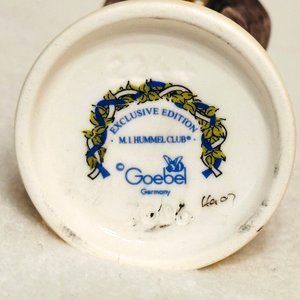 EXCLUSIVE EDITION
M. I. HUMMEL CLUB®
© Goebel
Germany